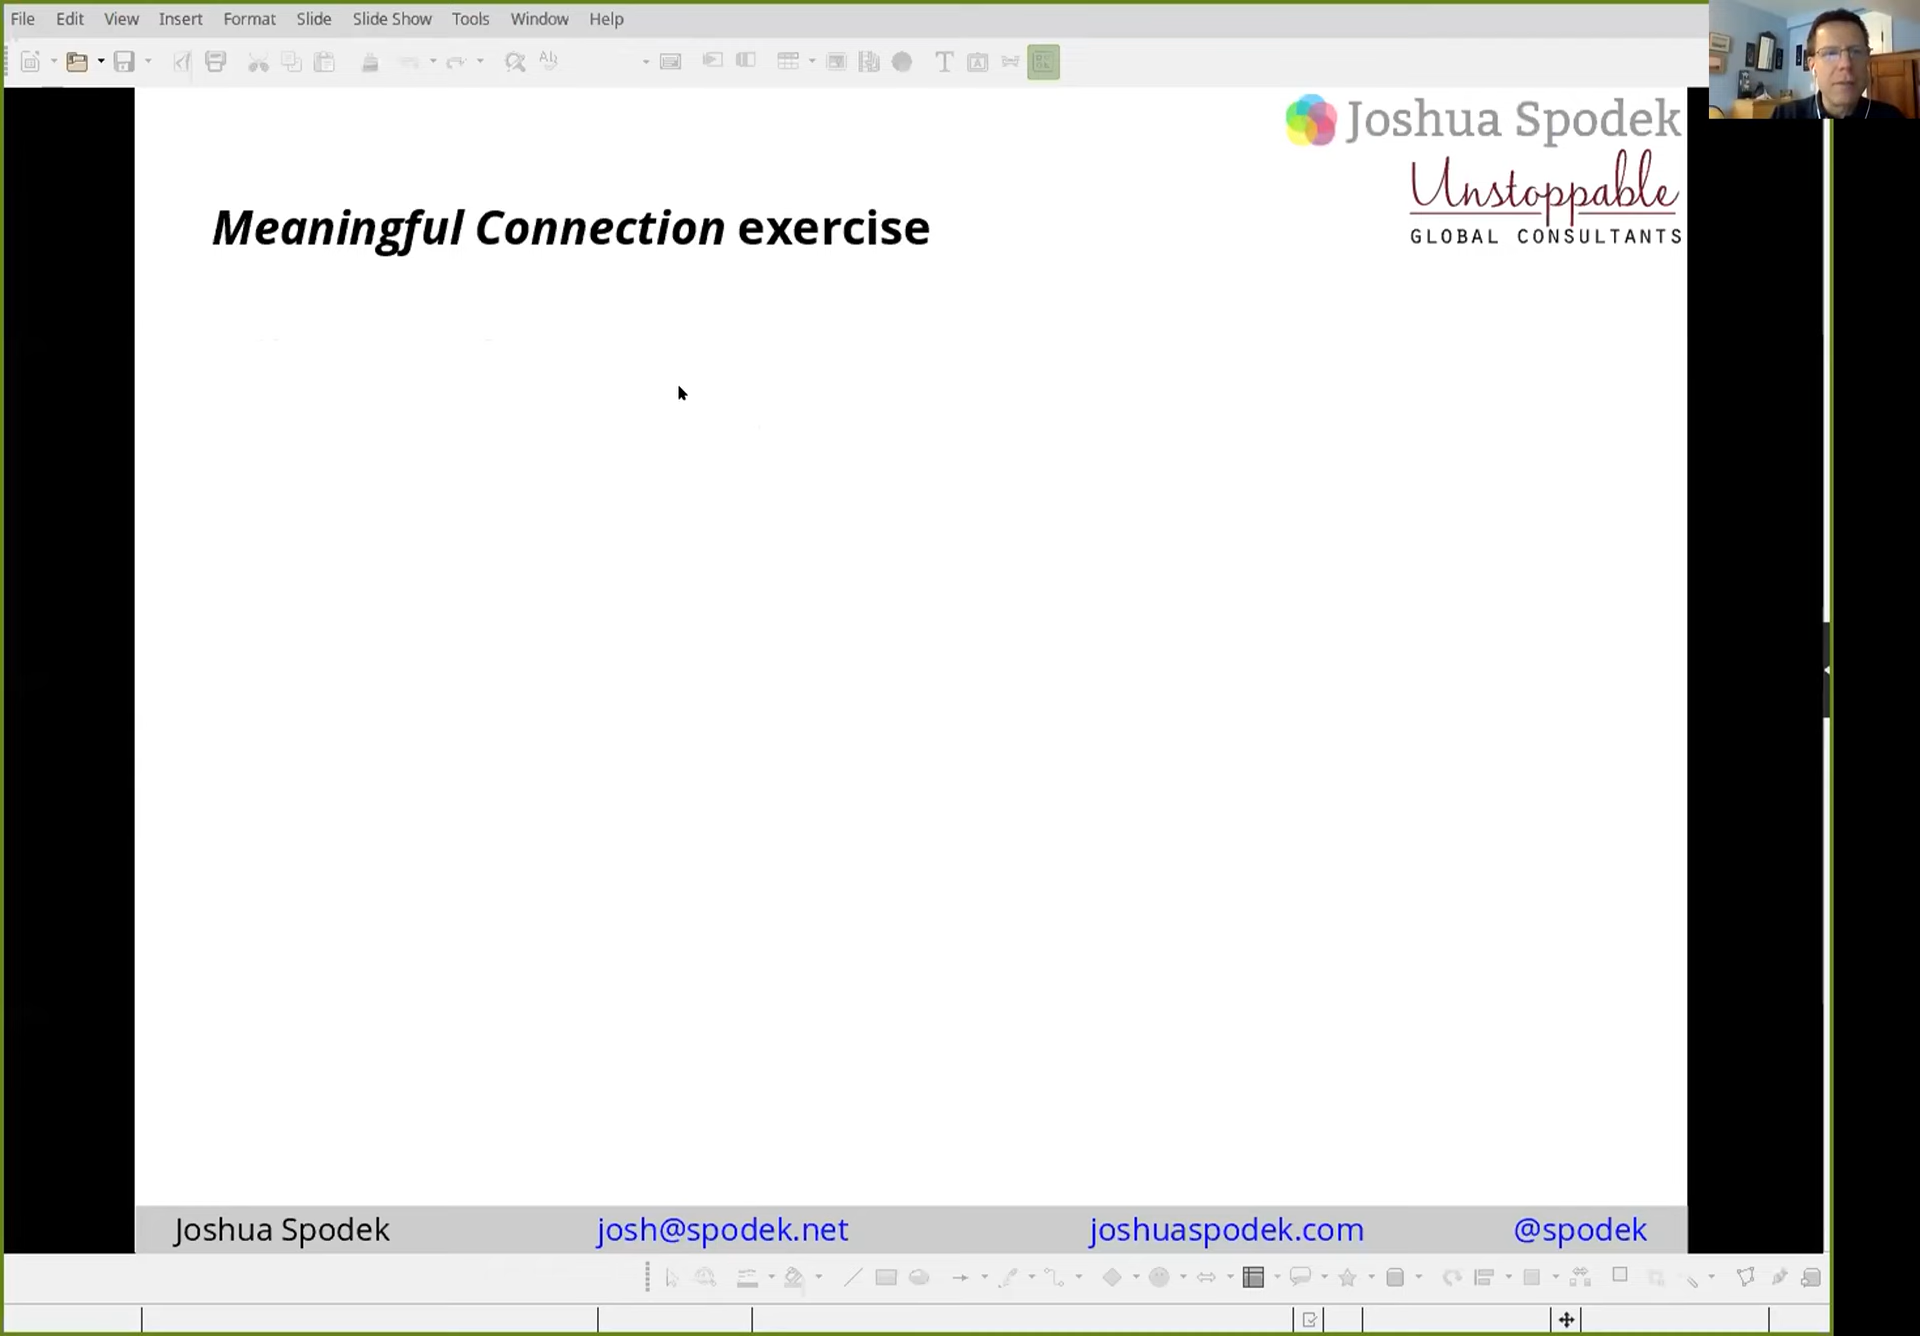 File Edit View Insert Format Slide Slide Show Tools Window Help
Joshua Spodek
Unstoppable
GLOBAL CONSULTANTS
Meaningful Connection exercise
Joshua Spodek josh@spodek.net joshuaspodek.com @spodek